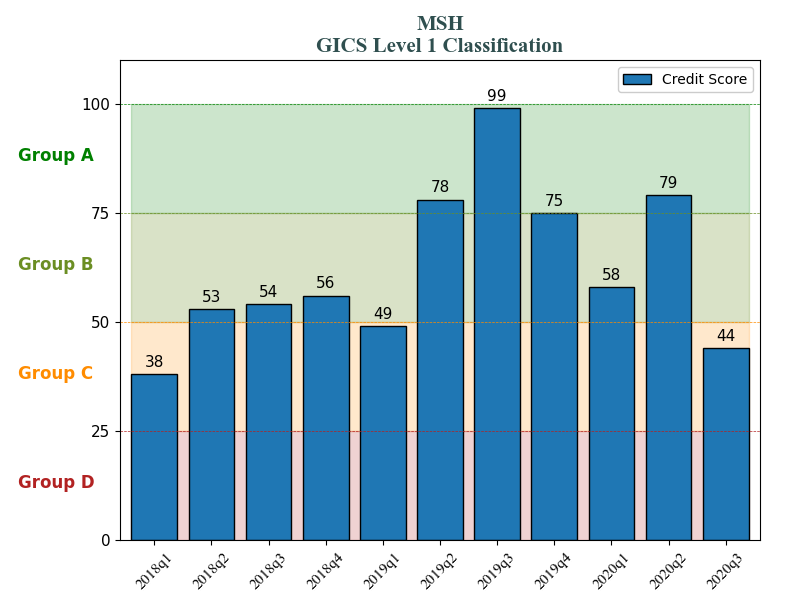 MSH
GICS Level 1 Classification
Credit Score
100
75
50
25
0
Group A
Group B
Group C
Group D
38
53
54
56
49
78
99
75
58
79
44
2018q1
2018q2
2018q3
2018q4
2019q1
2019q2
2019q3
2019q4
2020q1
2020q2
2020q3